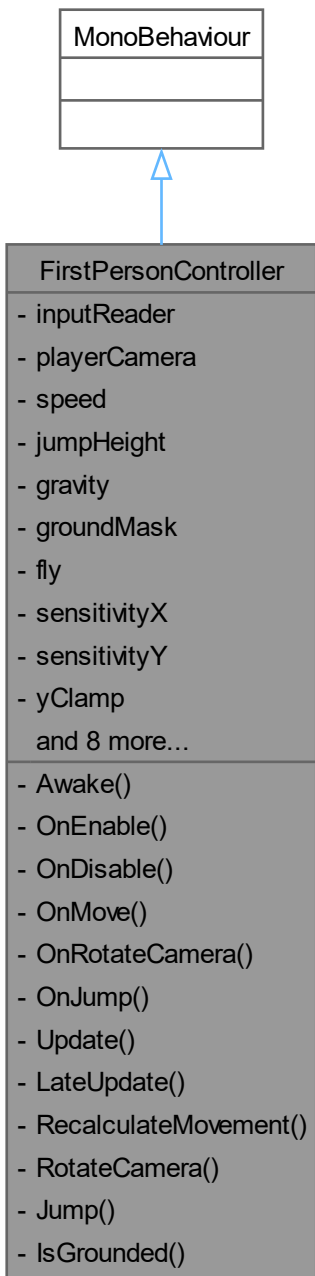 MonoBehaviour
FirstPersonController
- inputReader
- playerCamera
- speed
- jumpHeight
- gravity
- groundMask
- fly
- sensitivityX
- sensitivityY
- yClamp
and 8 more...
- Awake()
- OnEnable()
- OnDisable()
- OnMove()
- OnRotateCamera()
- OnJump()
- Update()
- LateUpdate()
- RecalculateMovement()
- RotateCamera()
- Jump()
- IsGrounded()